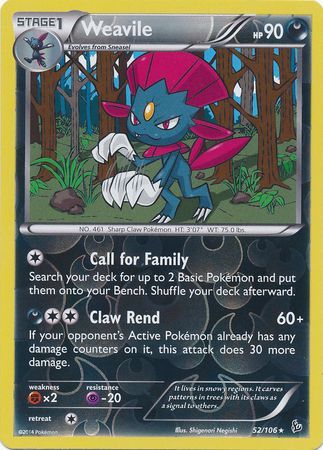 STAGE1
Weavile
HP 90
Evolves from Sneasel
NO. 461 Sharp Claw Pokémon HT: 3'07" WT: 75.0 lbs.
Call for Family
Search your deck for up to 2 Basic Pokémon and put
them onto your Bench. Shuffle your deck afterward.
Claw Rend 60+
If your opponent's Active Pokémon already has any
damage counters on it, this attack does 30 more
damage.
weakness
×2
resistance
-20
retreat
It lives in snowy regions. It carves
patterns in trees with its claws as
a signal to others.
©2014 Pokémon
Illus. Shigenori Negishi
52/106★